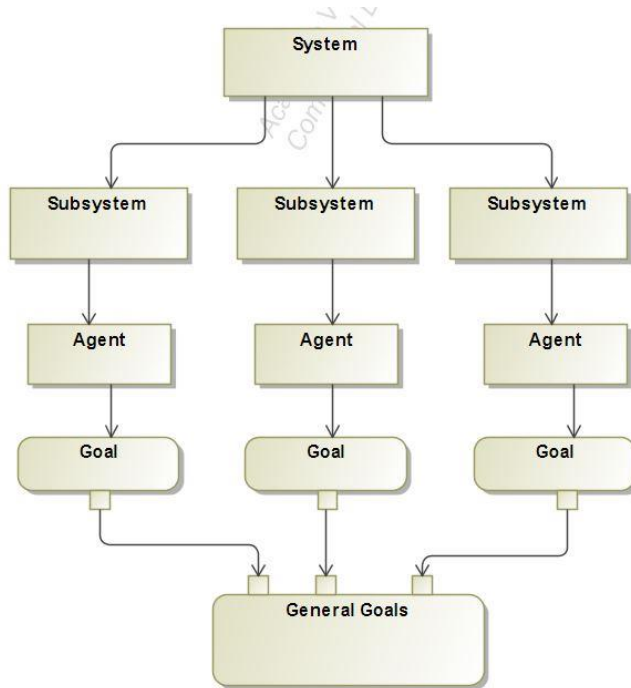 System
Subsystem
Subsystem
Subsystem
Agent
Agent
Agent
Goal
Goal
Goal
General Goals